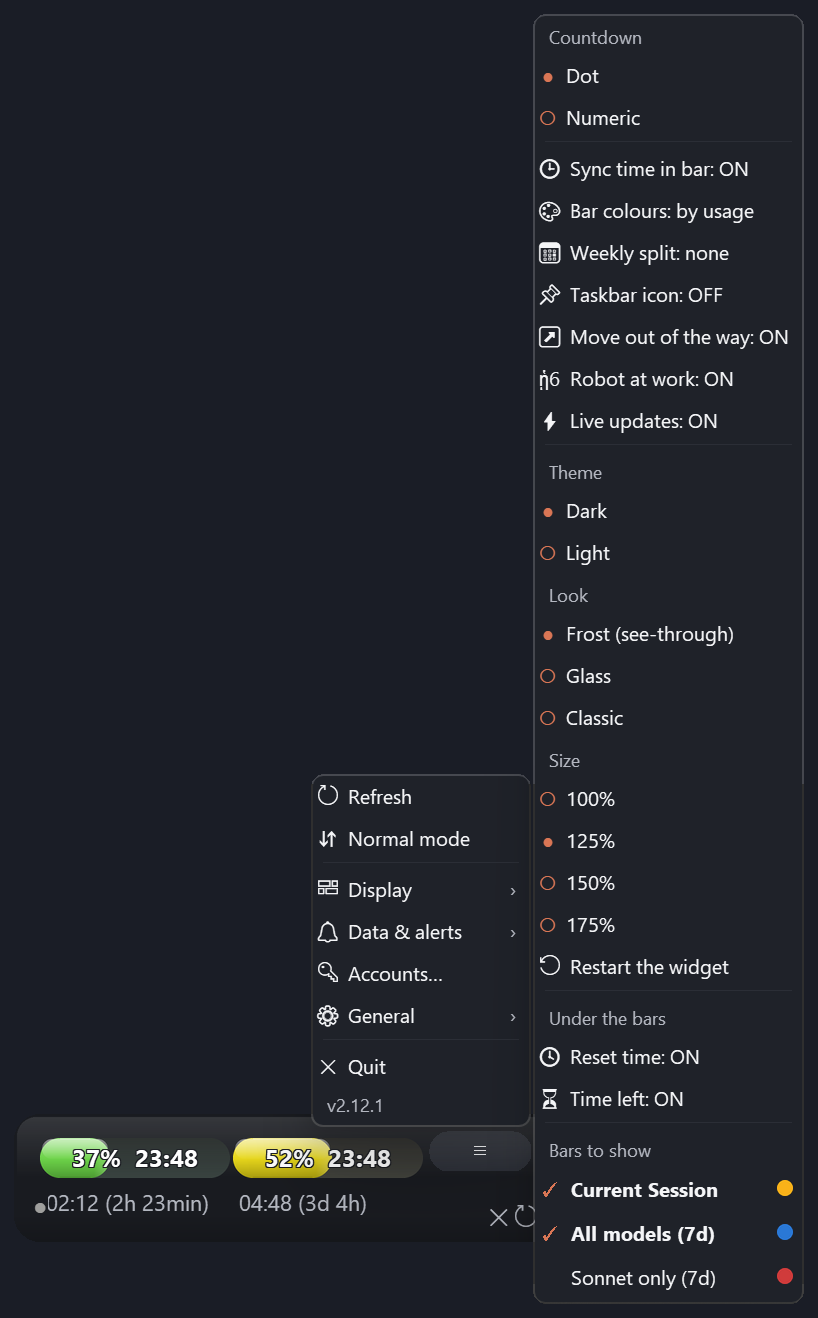 Countdown
Dot
Numeric
Sync time in bar: ON
Bar colours: by usage
Weekly split: none
Taskbar icon: OFF
Move out of the way: ON
Robot at work: ON
Live updates: ON
Theme
Dark
Light
Look
Frost (see-through)
Glass
Classic
Size
100%
125%
150%
175%
Restart the widget
Under the bars
Reset time: ON
Time left: ON
Bars to show
Current Session
All models (7d)
Sonnet only (7d)
Refresh
Normal mode
Display
Data & alerts
Accounts...
General
Quit
v2.12.1
37% 23:48
52% 23:48
02:12 (2h 23min)
04:48 (3d 4h)